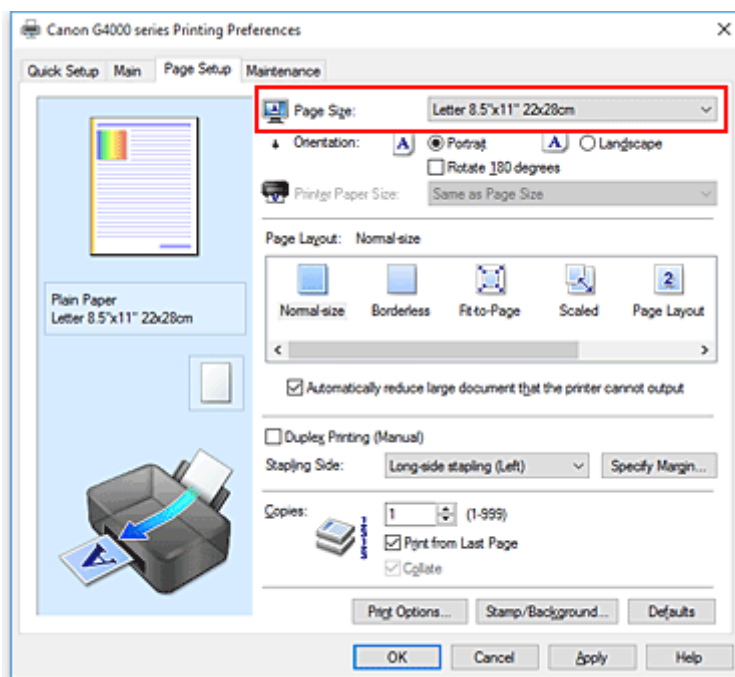 Canon G4000 series Printing Preferences
Quick Setup Main Page Setup Maintenance
Page Size: Letter 8.5"x11" 22x28cm
Orientation: A Portrait A Landscape
Rotate 180 degrees
Printer Paper Size: Same as Page Size
Page Layout: Normal-size
2
Normal-size Borderless Fit-to-Page Scaled Page Layout
Plain Paper
Letter 8.5"x11" 22x28cm
Automatically reduce large document that the printer cannot output
Duplex Printing (Manual)
Stapling Side: Long-side stapling (Left) Specify Margin...
Copies: 1 (1-999)
Print from Last Page
Collate
A
Print Options... Stamp/Background... Defaults
OK Cancel Apply Help